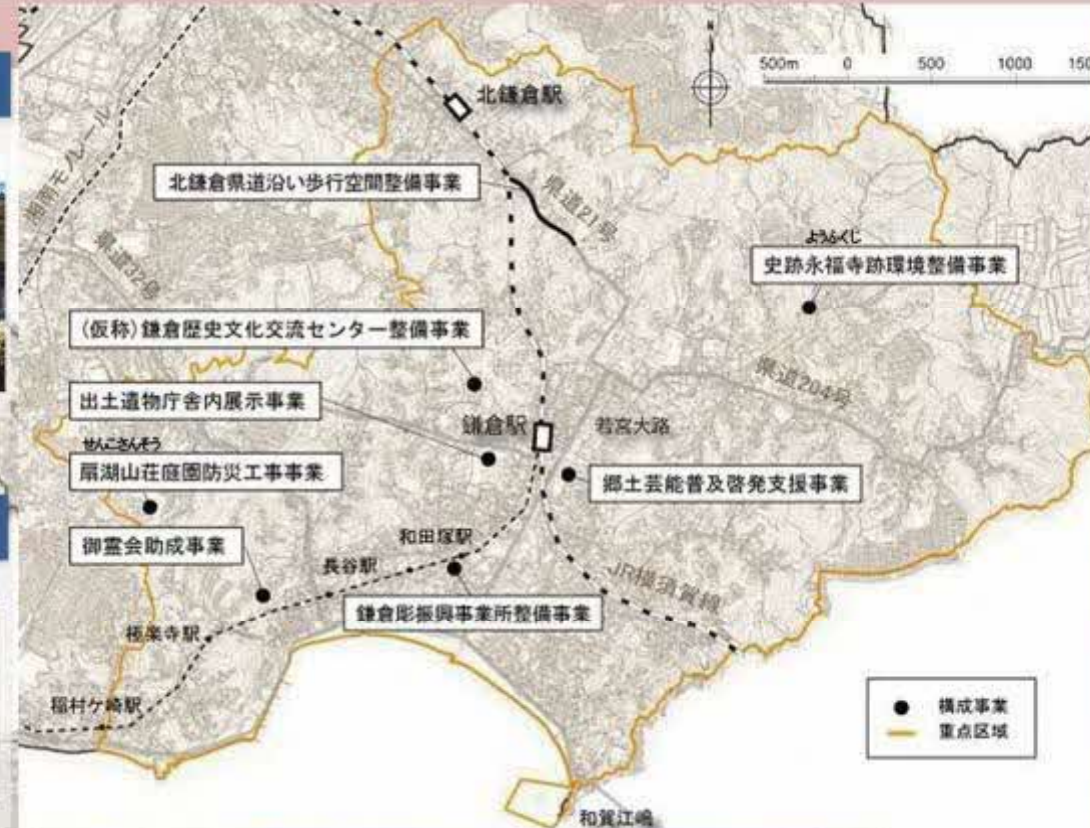 N
500m 0 500 1000 150
北鎌倉駅
湘南モノレール
北鎌倉県道沿い歩行空間整備事業
県道21号
県道32号
ようふくじ
史跡永福寺跡環境整備事業
(仮称)鎌倉歴史文化交流センター整備事業
県道204号
出土遺物庁舎内展示事業
鎌倉駅
若宮大路
せんこさんそう
扇湖山荘庭園防災工事事業
郷土芸能普及啓発支援事業
御霊会助成事業
和田塚駅
長谷駅
JR横須賀線
鎌倉彫振興事業所整備事業
極楽寺駅
稲村ケ崎駅
構成事業
重点区域
和賀江嶋